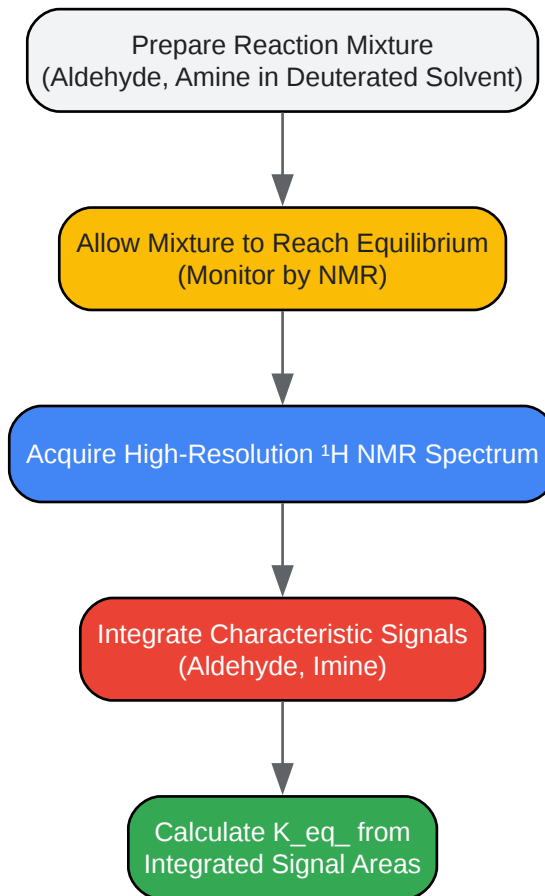 Prepare Reaction Mixture
(Aldehyde, Amine in Deuterated Solvent)
Allow Mixture to Reach Equilibrium
(Monitor by NMR)
Acquire High-Resolution ¹H NMR Spectrum
Integrate Characteristic Signals
(Aldehyde, Imine)
Calculate K_eq_ from
Integrated Signal Areas